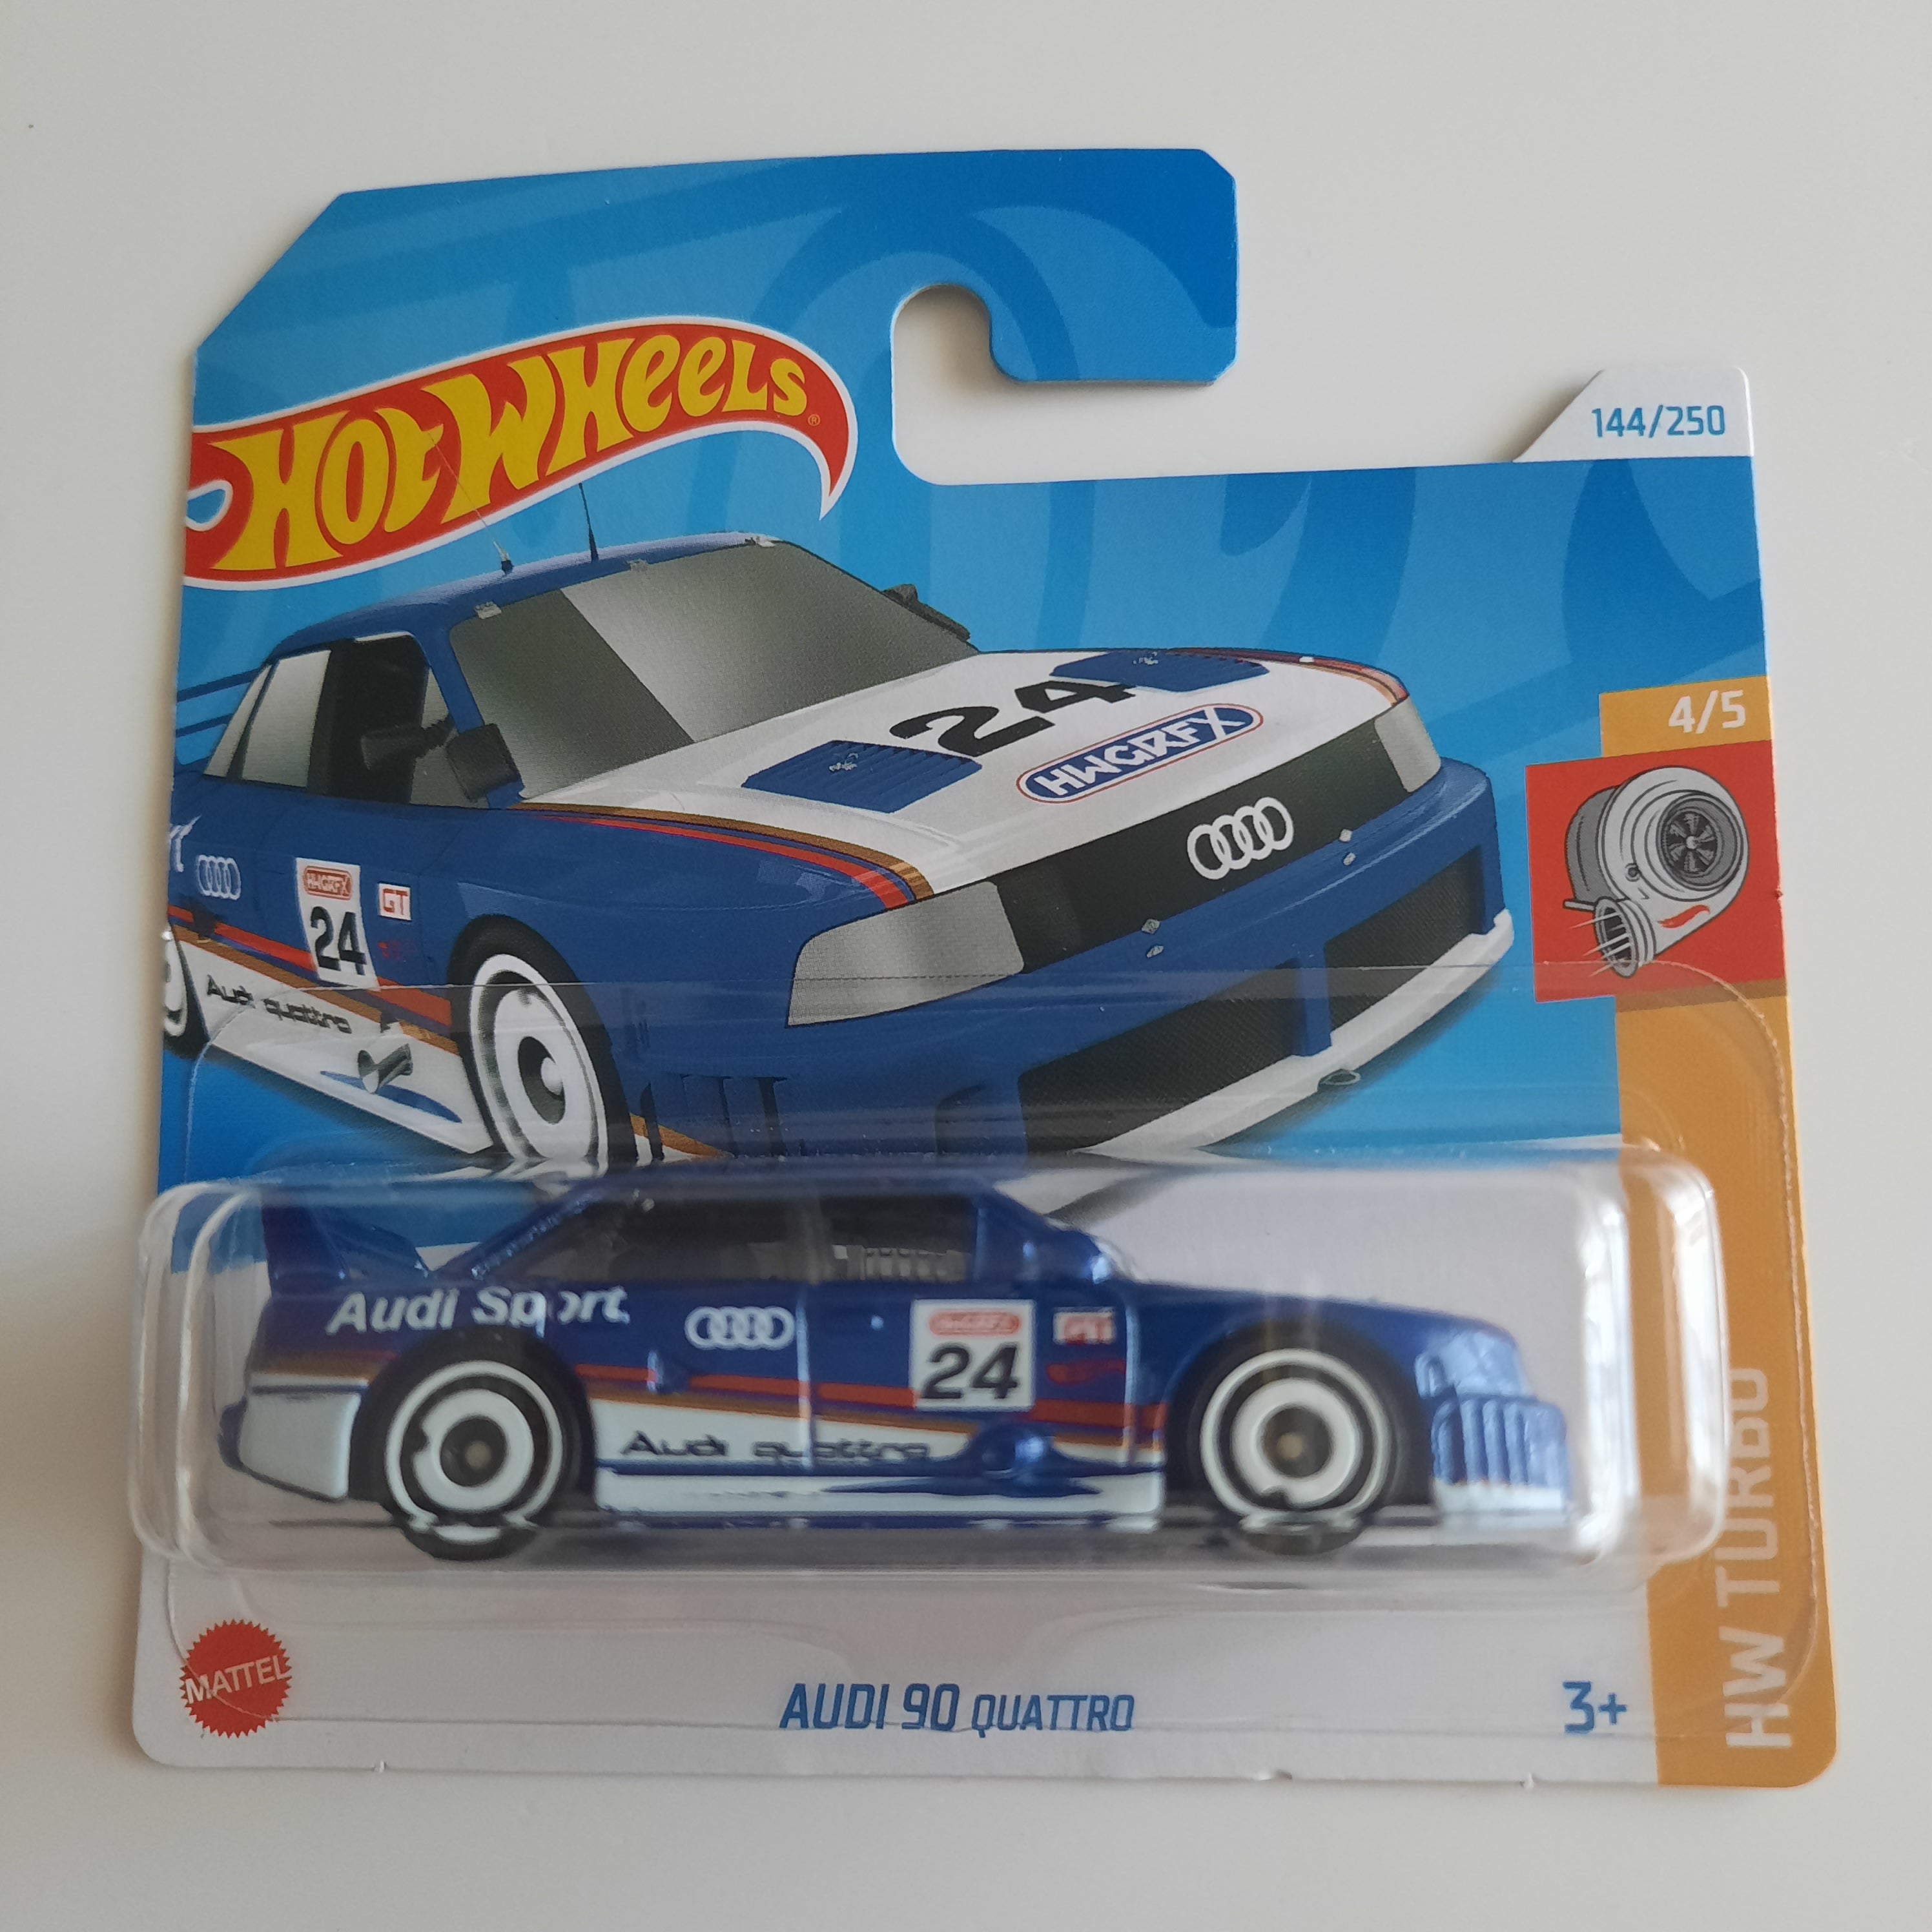 HOT WHEELS®
144/250
4/5
24
HWGRFX
HWGRFX
24
GT
Audi quattro
Audi Sport
24
Audi quattro
HW TURBO
MATTEL
AUDI 90 QUATTRO
3+